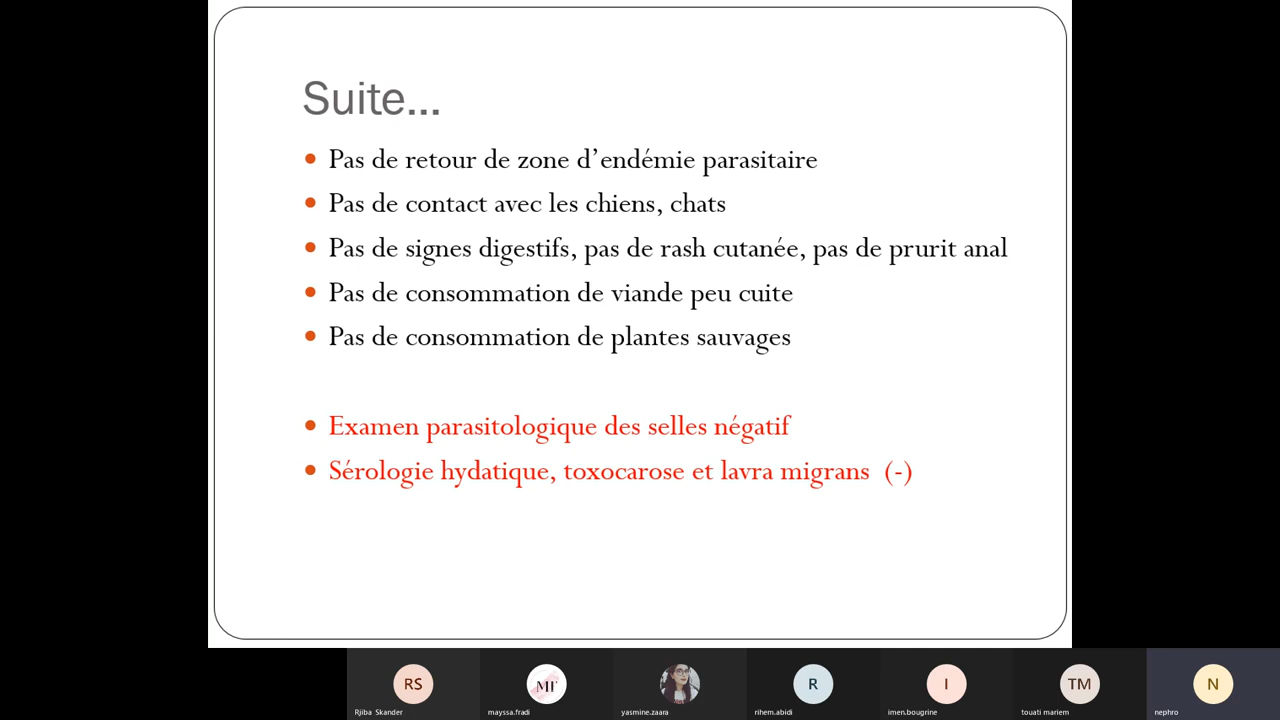 Suite...
Pas de retour de zone d’endémie parasitaire
Pas de contact avec les chiens, chats
Pas de signes digestifs, pas de rash cutanée, pas de prurit anal
Pas de consommation de viande peu cuite
Pas de consommation de plantes sauvages
Examen parasitologique des selles négatif
Sérologie hydatique, toxocarose et lavra migrans (-)
RS MF R I TM N
Rjiba Skander mayssa.fradi yasmine.zaara rihem.abidi imen.bougrine touati mariem nephro